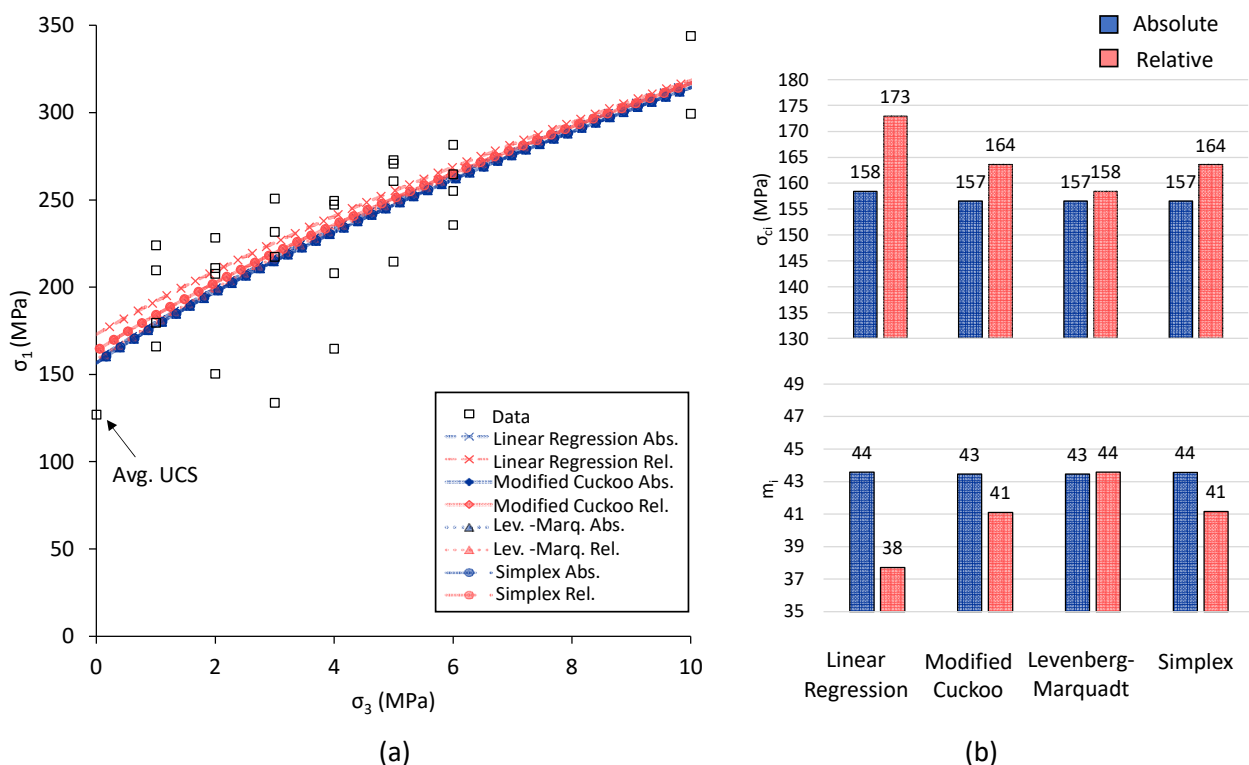 350
300
250
200
150
100
50
0
σ1 (MPa)
Avg. UCS
Data
Linear Regression Abs.
Linear Regression Rel.
Modified Cuckoo Abs.
Modified Cuckoo Rel.
Lev. -Marq. Abs.
Lev. -Marq. Rel.
Simplex Abs.
Simplex Rel.
0 2 4 6 8 10
σ3 (MPa)
(a)
Absolute
Relative
180
175
170
165
160
155
150
145
140
135
130
σci (MPa)
158 173 157 164 157 158 157 164
49
47
45
43
41
39
37
35
mi
44 38 43 41 43 44 44 41
Linear Regression
Modified Cuckoo
Levenberg-Marquadt
Simplex
(b)